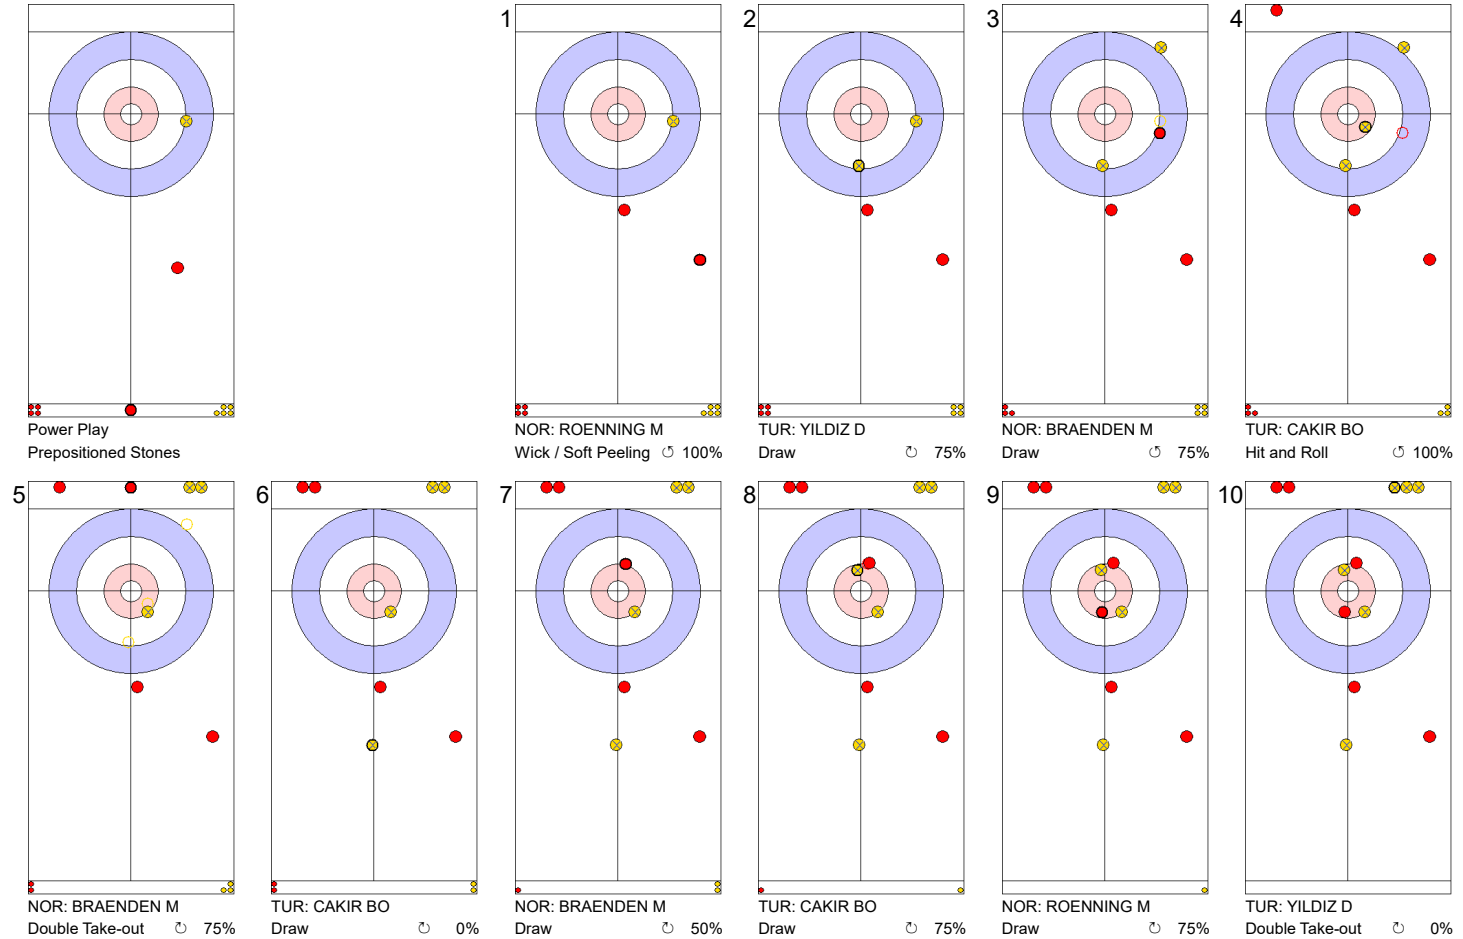 1
2
3
4
Power Play
Prepositioned Stones
NOR: ROENNING M
Wick / Soft Peeling ↺ 100%
TUR: YILDIZ D
Draw ↻ 75%
NOR: BRAENDEN M
Draw ↺ 75%
TUR: CAKIR BO
Hit and Roll ↺ 100%
5
6
7
8
9
10
NOR: BRAENDEN M
Double Take-out ↻ 75%
TUR: CAKIR BO
Draw ↻ 0%
NOR: BRAENDEN M
Draw ↻ 50%
TUR: CAKIR BO
Draw ↻ 75%
NOR: ROENNING M
Draw ↻ 75%
TUR: YILDIZ D
Double Take-out ↻ 0%